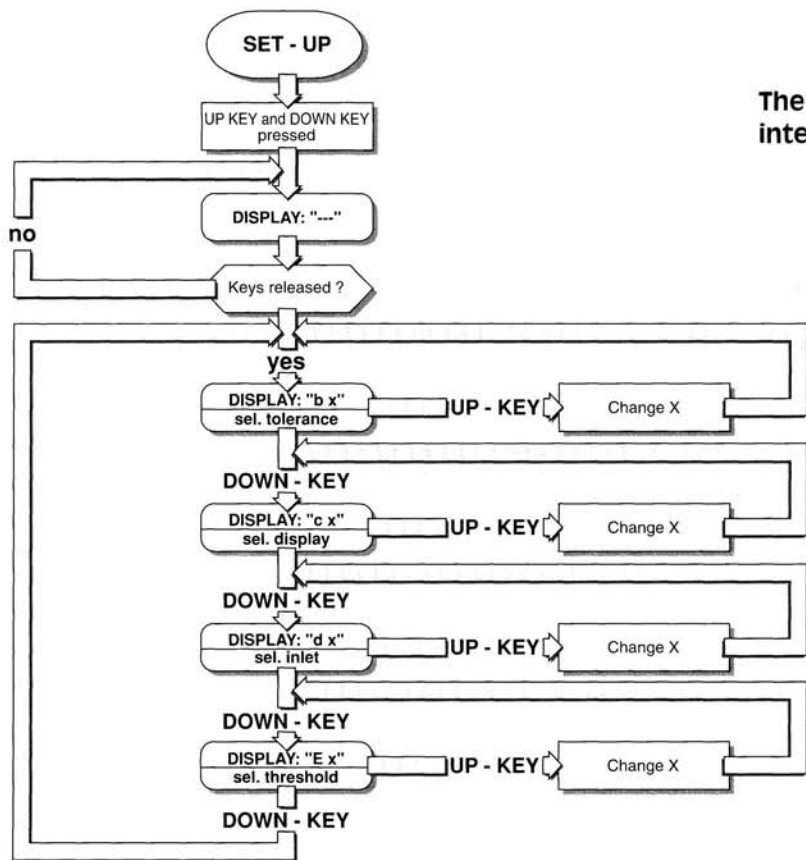 SET - UP
The
inte
UP KEY and DOWN KEY
pressed
DISPLAY: "---"
no
Keys released ?
yes
DISPLAY: "b x"
sel. tolerance
UP - KEY
Change X
DOWN - KEY
DISPLAY: "c x"
sel. display
UP - KEY
Change X
DOWN - KEY
DISPLAY: "d x"
sel. inlet
UP - KEY
Change X
DOWN - KEY
DISPLAY: "E x"
sel. threshold
UP - KEY
Change X
DOWN - KEY